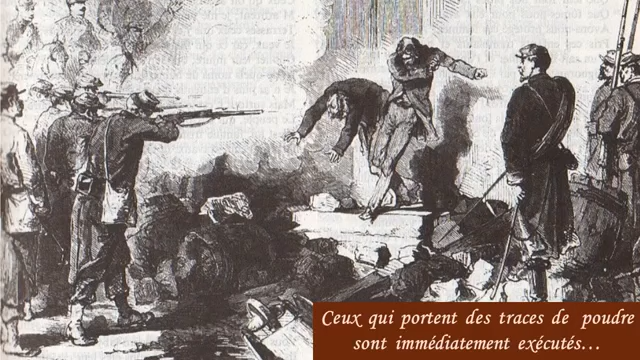 Ceux qui portent des traces de poudre
sont immédiatement exécutés...